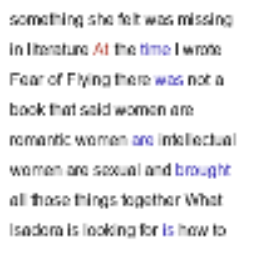 something she felt was missing
in literature At the time I wrote
Fear of Flying there was not a
book that said women are
romantic women are intellectual
women are sexual and brought
all those things together What
Isadora is looking for is how to